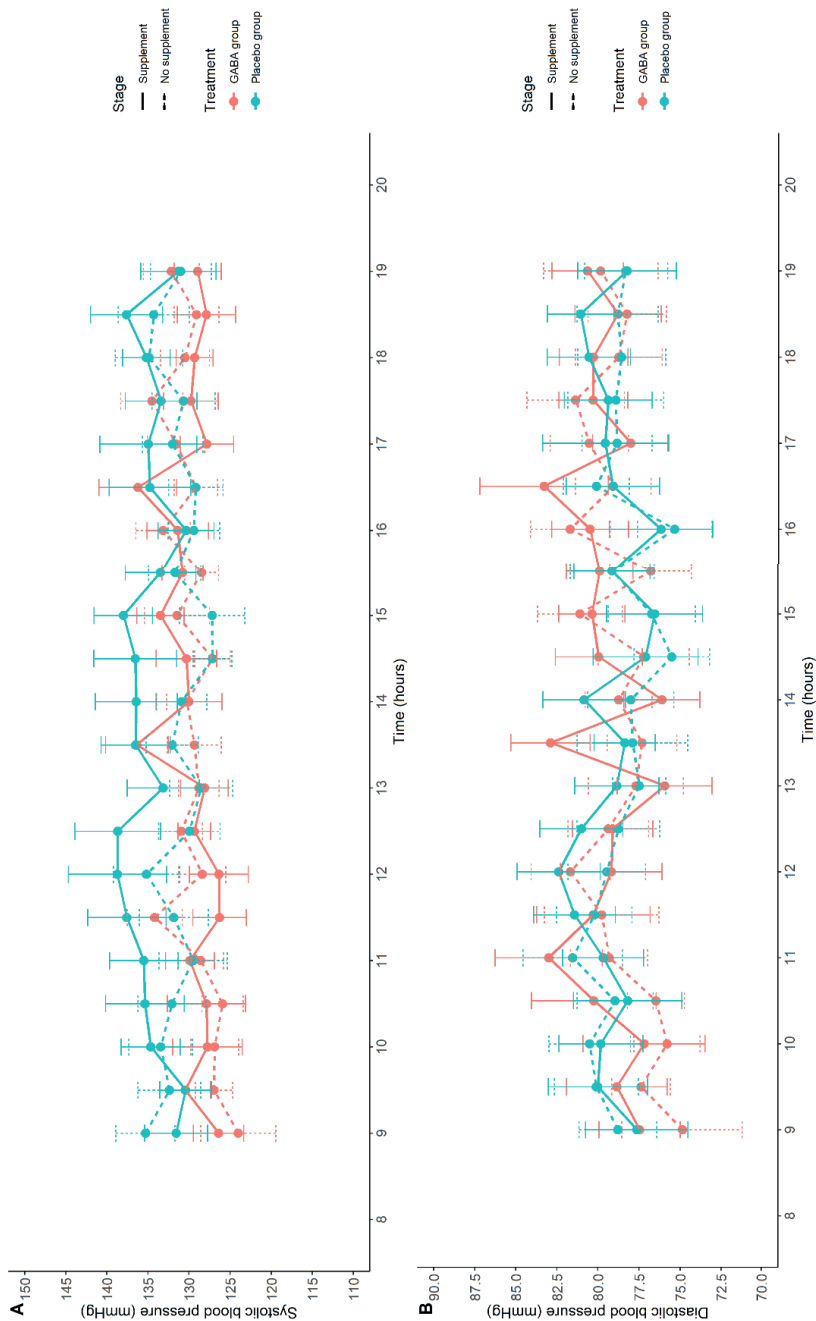 A
Systolic blood pressure (mmHg)
150
145
140
135
130
125
120
115
110
8
9
10
11
12
13
14
15
16
17
18
19
20
Time (hours)
Stage
Supplement
No supplement
Treatment
GABA group
Placebo group
B
Diastolic blood pressure (mmHg)
90.0
87.5
85.0
82.5
80.0
77.5
75.0
72.5
70.0
8
9
10
11
12
13
14
15
16
17
18
19
20
Time (hours)
Stage
Supplement
No supplement
Treatment
GABA group
Placebo group